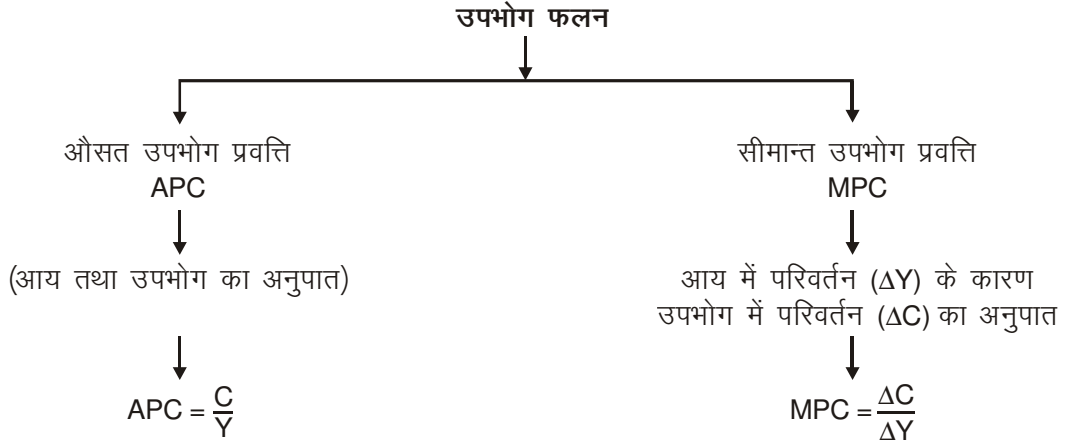 उपभोग फलन
औसत उपभोग प्रवत्ति
APC
(आय तथा उपभोग का अनुपात)
APC = C/Y
सीमान्त उपभोग प्रवत्ति
MPC
आय में परिवर्तन (ΔY) के कारण
उपभोग में परिवर्तन (ΔC) का अनुपात
MPC = ΔC/ΔY